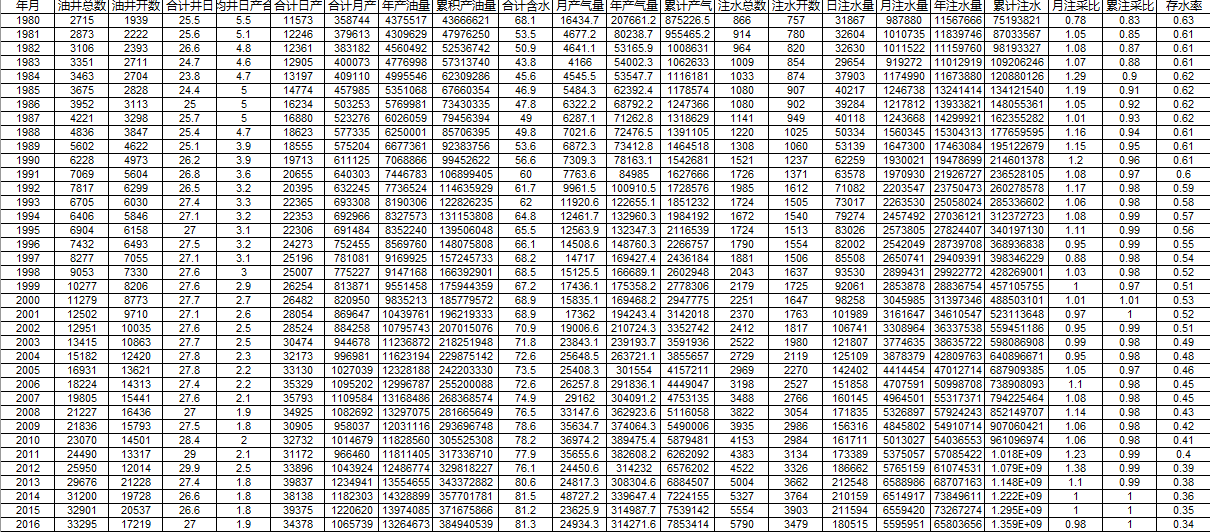 年月 油井总数 油井开数 合计井日 均井日产合 合计日产 合计月产 年产油量 累积产油量 合计含水 月产气量 年产气量 累计产气 注水总数 注水开数 日注水量 月注水量 年注水量 累计注水 月注采比 累注采比 存水率
1980 2715 1939 25.5 5.5 11573 358744 4375517 43666621 68.1 16434.7 207661.2 875226.5 866 757 31867 987880 11567666 75193821 0.78 0.83 0.63
1981 2873 2222 25.6 5.1 12246 379613 4309629 47976250 53.5 4677.2 80238.7 955465.2 914 780 32604 1010735 11839746 87033567 1.05 0.85 0.61
1982 3106 2393 26.6 4.8 12361 383182 4560492 52536742 50.9 4641.1 53165.9 1008631 964 820 32630 1011522 11159760 98193327 1.08 0.87 0.61
1983 3351 2711 24.7 4.6 12905 400073 4776998 57313740 43.8 4166 54002.3 1062633 1009 854 29654 919272 11012919 109206246 1.07 0.88 0.61
1984 3463 2704 23.8 4.7 13197 409110 4995546 62309286 45.6 4545.5 53547.7 1116181 1033 874 37903 1174990 11673880 120880126 1.29 0.9 0.62
1985 3675 2828 24.4 5 14774 457985 5351068 67660354 46.9 5484.3 62392.4 1178574 1080 907 40217 1246738 13241414 134121540 1.19 0.91 0.62
1986 3952 3113 25 5 16234 503253 5769981 73430335 47.8 6322.2 68792.2 1247366 1080 902 39284 1217812 13933821 148055361 1.05 0.92 0.62
1987 4221 3298 25.7 5 16880 523276 6026059 79456394 49 6287.1 71262.8 1318629 1141 949 40118 1243668 14299921 162355282 1.01 0.93 0.62
1988 4836 3847 25.4 4.7 18623 577335 6250001 85706395 49.8 7021.6 72476.5 1391105 1220 1025 50334 1560345 15304313 177659595 1.16 0.94 0.61
1989 5602 4622 25.1 3.9 18555 575204 6677361 92383756 53.6 6872.3 73412.8 1464518 1308 1060 53139 1647300 17463084 195122679 1.15 0.95 0.61
1990 6228 4973 26.2 3.9 19713 611125 7068866 99452622 56.6 7309.3 78163.1 1542681 1521 1237 62259 1930021 19478699 214601378 1.2 0.96 0.61
1991 7069 5604 26.8 3.6 20655 640303 7446783 106899405 60 7763.6 84985 1627666 1726 1371 63578 1970930 21926727 236528105 1.08 0.97 0.6
1992 7817 6299 26.5 3.2 20395 632245 7736524 114635929 61.7 9961.5 100910.5 1728576 1985 1612 71082 2203547 23750473 260278578 1.17 0.98 0.59
1993 6705 6030 27.4 3.3 22365 693308 8190306 122826235 62 11920.6 122655.1 1851232 1724 1505 73017 2263530 25058024 285336602 1.06 0.98 0.58
1994 6406 5846 27.1 3.2 22353 692966 8327573 131153808 64.8 12461.7 132960.3 1984192 1672 1540 79274 2457492 27036121 312372723 1.08 0.99 0.57
1995 6904 6158 27 3.1 22306 691484 8352240 139506048 65.5 12563.9 132347.3 2116539 1724 1513 83026 2573805 27824407 340197130 1.11 0.99 0.56
1996 7432 6493 27.5 3.2 24273 752455 8569760 148075808 66.1 14508.6 148760.3 2266757 1790 1554 82002 2542049 28739708 368936838 0.95 0.99 0.55
1997 8277 7055 27.1 3.1 25196 781081 9169925 157245733 68.2 14717 169427.4 2436184 1881 1506 85508 2650741 29409391 398346229 0.88 0.98 0.54
1998 9053 7330 27.6 3 25007 775227 9147168 166392901 68.5 15125.5 166689.1 2602948 2043 1637 93530 2899431 29922772 428269001 1.03 0.98 0.52
1999 10277 8206 27.6 2.9 26254 813871 9551458 175944359 67.2 17436.1 175358.2 2778306 2179 1725 92061 2853878 28836754 457105755 1 0.97 0.51
2000 11279 8773 27.7 2.7 26482 820950 9835213 185779572 68.9 15835.1 169468.2 2947775 2251 1647 98258 3045985 31397346 488503101 1.01 1.01 0.53
2001 12502 9710 27.1 2.6 28054 869647 10439761 196219333 68.9 17362 194243.4 3142018 2370 1763 101989 3161647 34610547 523113648 0.97 1 0.52
2002 12951 10035 27.6 2.5 28524 884258 10795743 207015076 70.9 19006.6 210724.3 3352742 2412 1817 106741 3308964 36337538 559451186 0.95 0.99 0.51
2003 13415 10863 27.7 2.5 30474 944678 11236872 218251948 71.8 23843.1 239193.7 3591936 2522 1980 121807 3774635 38635722 598086908 0.99 0.98 0.49
2004 15182 12420 27.8 2.3 32173 996981 11623194 229875142 72.6 25648.5 263721.1 3855657 2729 2119 125109 3878379 42809763 640896671 0.95 0.98 0.48
2005 16931 13621 27.8 2.2 33130 1027039 12328188 242203330 73.5 25408.3 301554 4157211 2969 2270 142402 4414454 47012714 687909385 1.05 0.97 0.46
2006 18224 14313 27.4 2.2 35329 1095202 12996787 255200088 72.6 26257.8 291836.1 4449047 3198 2527 151858 4707591 50998708 738908093 1.1 0.98 0.45
2007 19805 15441 27.6 2.1 35793 1109584 13168486 268368574 74.9 29162 304091.2 4753135 3488 2766 160145 4964501 55317371 794225464 1.08 0.98 0.45
2008 21227 16436 27 1.9 34925 1082692 13297075 281665649 76.5 33147.6 362923.6 5116058 3822 3054 171835 5326897 57924243 852149707 1.14 0.98 0.43
2009 21836 15793 27.5 1.8 30905 958037 12031116 293696748 78.6 35634.7 374064.3 5490006 3935 2986 156316 4845802 54910714 907060421 1.06 0.98 0.42
2010 23070 14501 28.4 2 32732 1014679 11828560 305525308 78.2 36974.2 389475.4 5879481 4153 2984 161711 5013027 54036553 961096974 1.06 0.98 0.41
2011 24490 13317 29 2.1 31172 966460 11811405 317336710 77.9 35655.6 382608.2 6262092 4383 3134 173389 5375057 57085422 1.018E+09 1.23 0.99 0.4
2012 25950 12014 29.9 2.5 33896 1043924 12486774 329818227 76.1 24450.6 314232 6576202 4522 3326 186662 5765159 61074531 1.079E+09 1.38 0.99 0.39
2013 29676 21228 27.4 1.8 39837 1234941 13554655 343372882 80.6 24817.3 308304.6 6884507 5004 3662 212548 6588986 68707163 1.148E+09 1.1 0.99 0.38
2014 31200 19728 26.6 1.8 38138 1182303 14328899 357701781 81.5 48727.2 339647.4 7224155 5327 3764 210159 6514917 73849611 1.222E+09 1 1 0.36
2015 32901 20537 26.6 1.8 39375 1220620 13974085 371675866 81.2 23625.9 314987.7 7539142 5554 3903 211594 6559420 73267274 1.295E+09 1 1 0.35
2016 33295 17219 27 1.9 34378 1065739 13264673 384940539 81.3 24934.3 314271.6 7853414 5790 3479 180515 5595951 65803656 1.359E+09 0.98 1 0.34